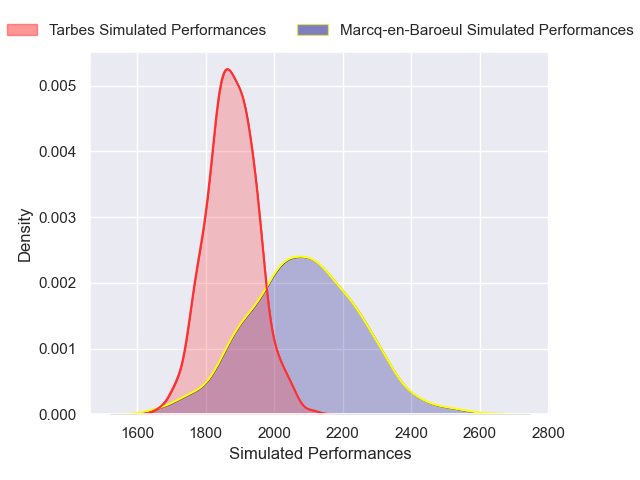 Tarbes Simulated Performances
Marcq-en-Baroeul Simulated Performances
0.005
0.004
0.003
0.002
0.001
0.000
Density
1600 1800 2000 2200 2400 2600 2800
Simulated Performances